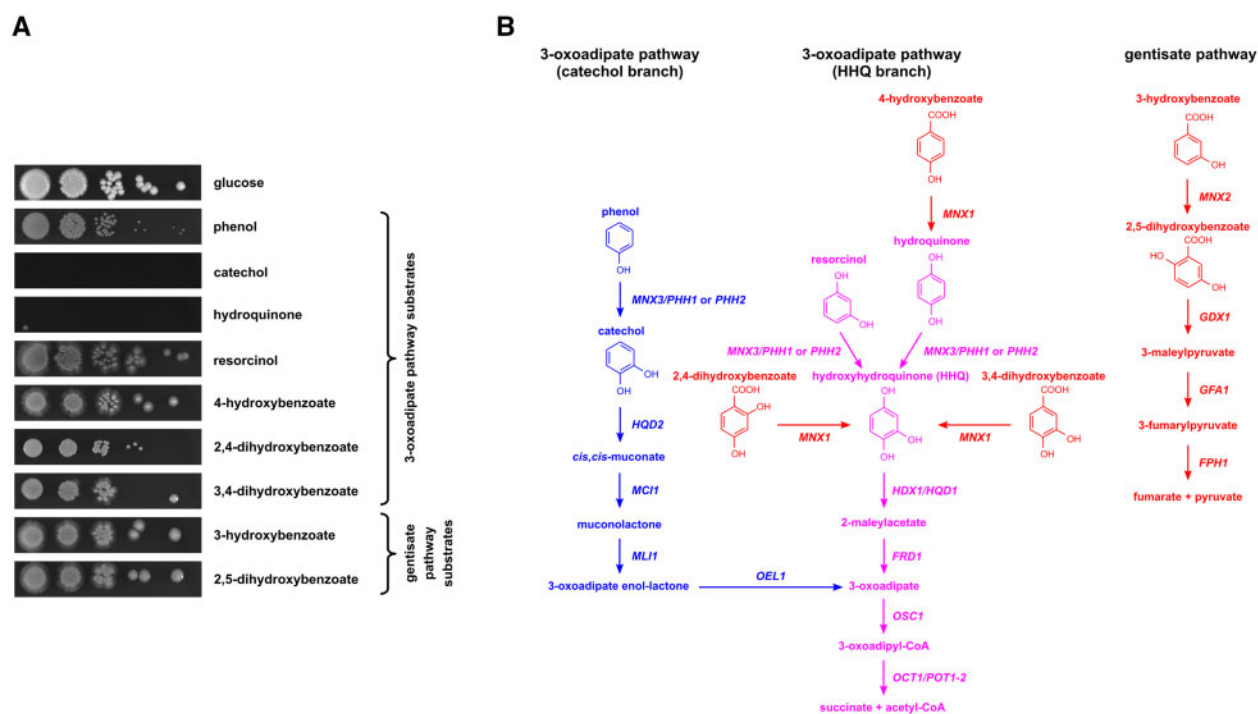 A
glucose
phenol
catechol
hydroquinone
resorcinol
4-hydroxybenzoate
2,4-dihydroxybenzoate
3,4-dihydroxybenzoate
3-hydroxybenzoate
2,5-dihydroxybenzoate
3-oxoadipate pathway substrates
gentisate
pathway
substrates
B
3-oxoadipate pathway
(catechol branch)
phenol
OH
MNX3/PHH1 or PHH2
catechol
OH
OH
HQD2
cis,cis-muconate
MCI1
muconolactone
MLI1
3-oxoadipate enol-lactone
OEL1
3-oxoadipate pathway
(HHQ branch)
4-hydroxybenzoate
COOH
OH
MNX1
hydroquinone
OH
OH
resorcinol
OH
OH
MNX3/PHH1 or PHH2
MNX3/PHH1 or PHH2
hydroxyhydroquinone (HHQ)
OH
OH
OH
2,4-dihydroxybenzoate
COOH
OH
OH
MNX1
3,4-dihydroxybenzoate
COOH
OH
OH
MNX1
HDX1/HQD1
2-maleylacetate
FRD1
3-oxoadipate
OSC1
3-oxoadipyl-CoA
OCT1/POT1-2
succinate + acetyl-CoA
gentisate pathway
3-hydroxybenzoate
COOH
OH
MNX2
2,5-dihydroxybenzoate
COOH
HO
OH
GDX1
3-maleylpyruvate
GFA1
3-fumarylpyruvate
FPH1
fumarate + pyruvate